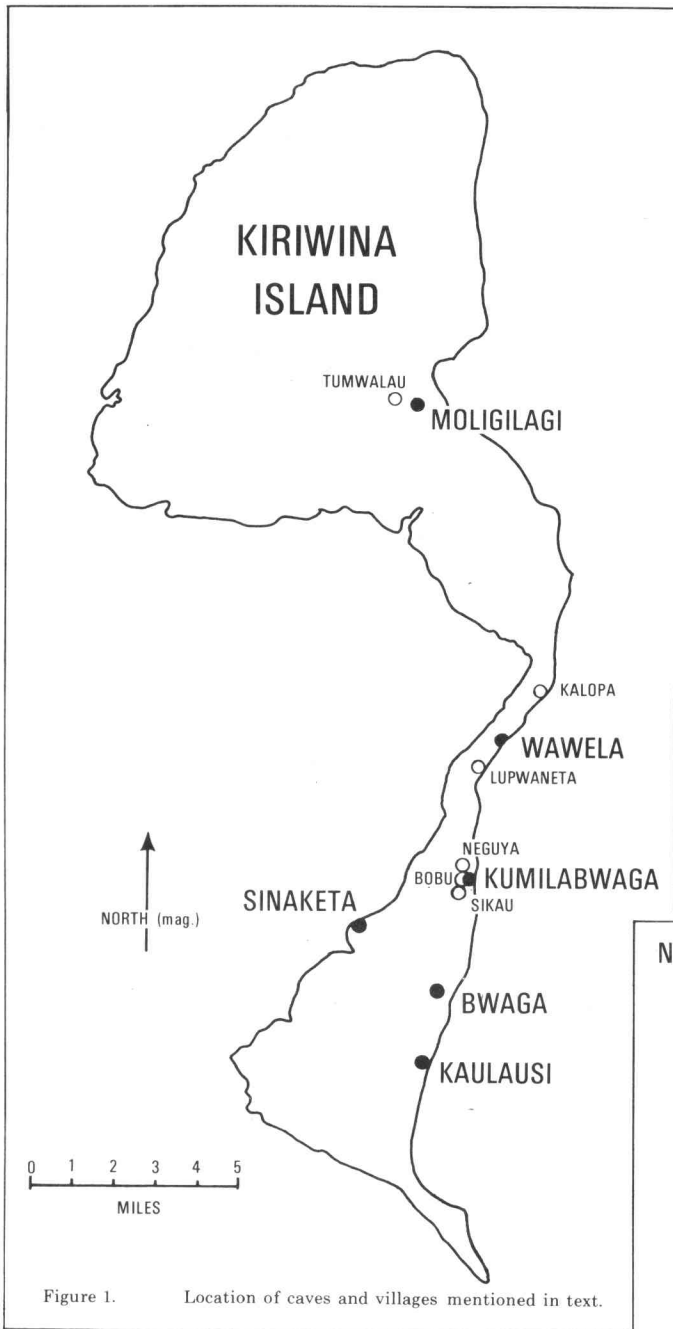 KIRIWINA
ISLAND
TUMWALAU
MOLIGILAGI
KALOPA
WAWELA
LUPWANETA
NEGUYA
BOBU
KUMILABWAGA
SIKAU
SINAKETA
NORTH (mag.)
N
BWAGA
KAULAUSI
0 1 2 3 4 5
MILES
Figure 1. Location of caves and villages mentioned in text.